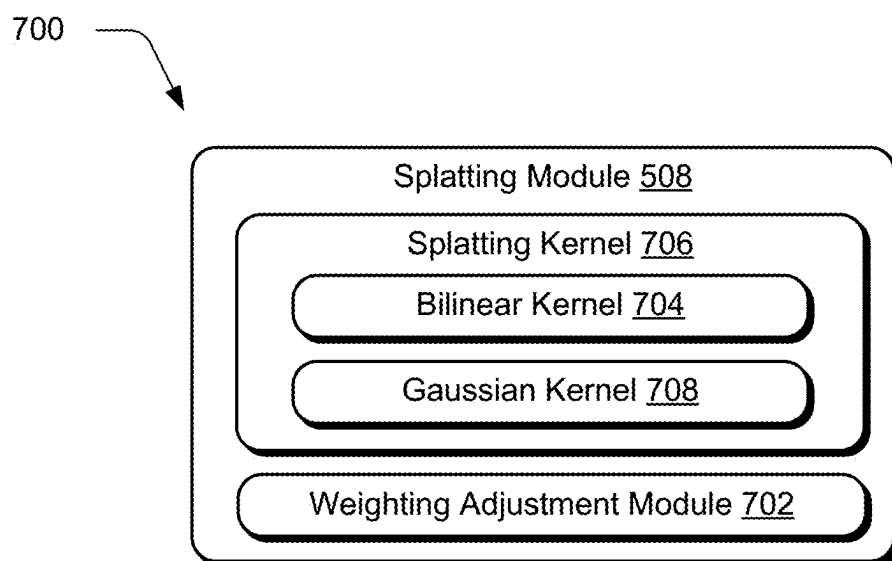 700
Splatting Module 508
Splatting Kernel 706
Bilinear Kernel 704
Gaussian Kernel 708
Weighting Adjustment Module 702